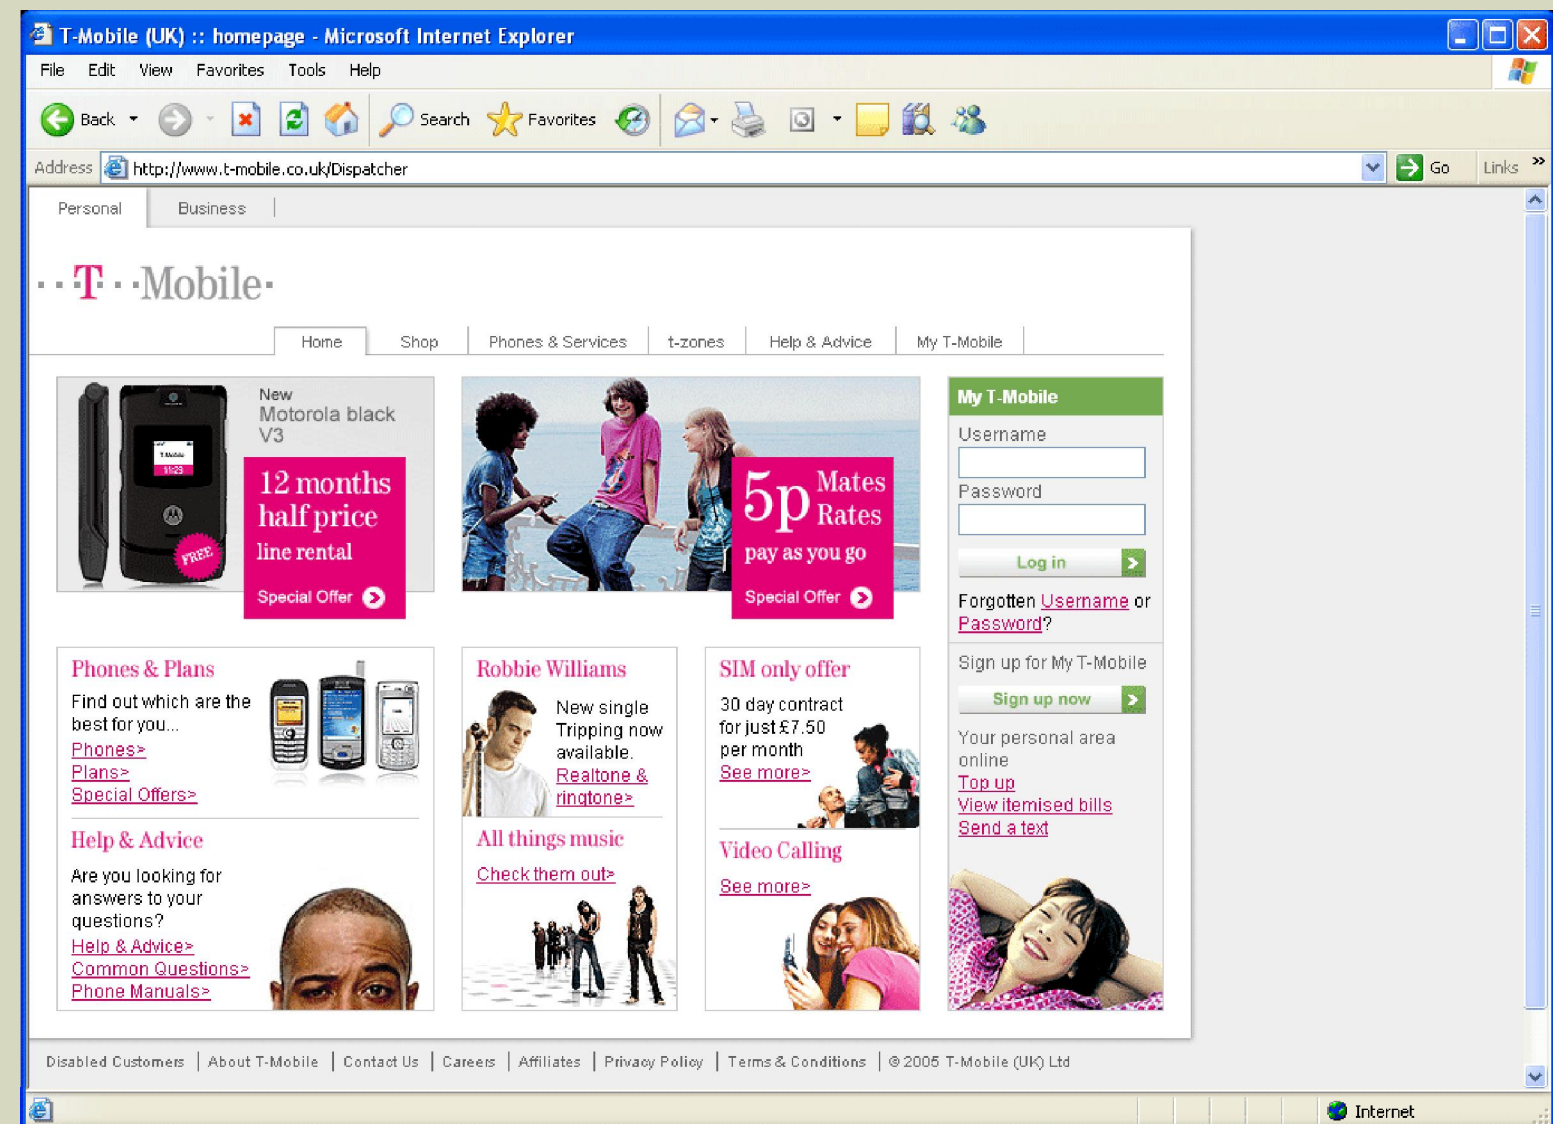 T-Mobile (UK) :: homepage - Microsoft Internet Explorer
File Edit View Favorites Tools Help
Back Search Favorites
Address http://www.t-mobile.co.uk/Dispatcher Go Links »
Personal Business
··T··Mobile·
Home Shop Phones & Services t-zones Help & Advice My T-Mobile
New
Motorola black
V3
11:29
FREE
12 months
half price
line rental
Special Offer
5p Mates
Rates
pay as you go
Special Offer
My T-Mobile
Username
Password
Log in
Forgotten Username or
Password?
Sign up for My T-Mobile
Sign up now
Your personal area
online
Top up
View itemised bills
Send a text
Phones & Plans
Find out which are the
best for you...
Phones>
Plans>
Special Offers>
Help & Advice
Are you looking for
answers to your
questions?
Help & Advice>
Common Questions>
Phone Manuals>
Robbie Williams
New single
Tripping now
available.
Realtone &
ringtone>
All things music
Check them out>
SIM only offer
30 day contract
for just £7.50
per month
See more>
Video Calling
See more>
Disabled Customers | About T-Mobile | Contact Us | Careers | Affiliates | Privacy Policy | Terms & Conditions | © 2005 T-Mobile (UK) Ltd
Internet